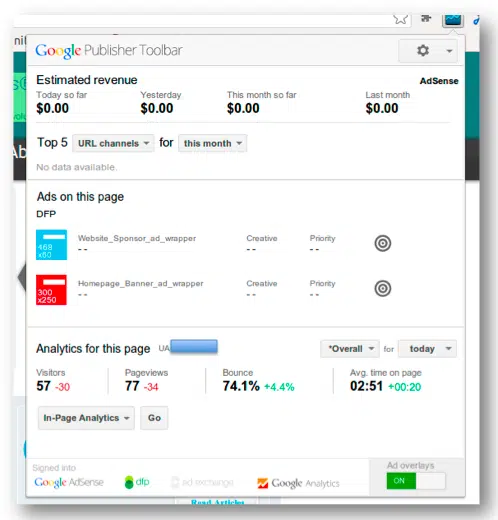 Google Publisher Toolbar
Estimated revenue AdSense
Today so far Yesterday This month so far Last month
$0.00 $0.00 $0.00 $0.00
Top 5 URL channels for this month
No data available.
Ads on this page
DFP
468 x60 Website_Sponsor_ad_wrapper Creative Priority
-- --
--
300 x250 Homepage_Banner_ad_wrapper Creative Priority
-- --
--
Analytics for this page UA *Overall for today
Visitors Pageviews Bounce Avg. time on page
57 -30 77 -34 74.1% +4.4% 02:51 +00:20
In-Page Analytics Go
Signed into Ad overlays
Google AdSense dfp ad exchange Google Analytics ON
Read Articles